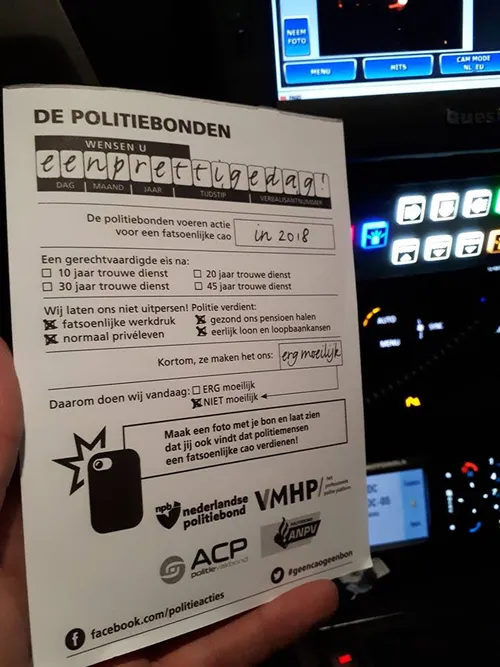 NEEM
FOTO
MENU
HITS
CAM MODE
NL EU
DE POLITIEBONDEN
WENSEN U
eenprettigedag!
DAG MAAND JAAR TIJDSTIP VERBALISANTNUMMER
De politiebonden voeren actie
voor een fatsoenlijke cao in 2018
Een gerechtvaardigde eis na:
10 jaar trouwe dienst 20 jaar trouwe dienst
30 jaar trouwe dienst 45 jaar trouwe dienst
Wij laten ons niet uitpersen! Politie verdient:
fatsoenlijke werkdruk gezond ons pensioen halen
normaal privéleven eerlijk loon en loopbaankansen
Kortom, ze maken het ons: erg moeilijk
Daarom doen wij vandaag: ERG moeilijk
NIET moeilijk
Maak een foto met je bon en laat zien
dat jij ook vindt dat politiemensen
een fatsoenlijke cao verdienen!
npb nederlandse
politiebond
VMHP
ACP
politievakbond
ANPV
#geencaogeenbon
facebook.com/politieacties
AUTO
SYNC
MENU